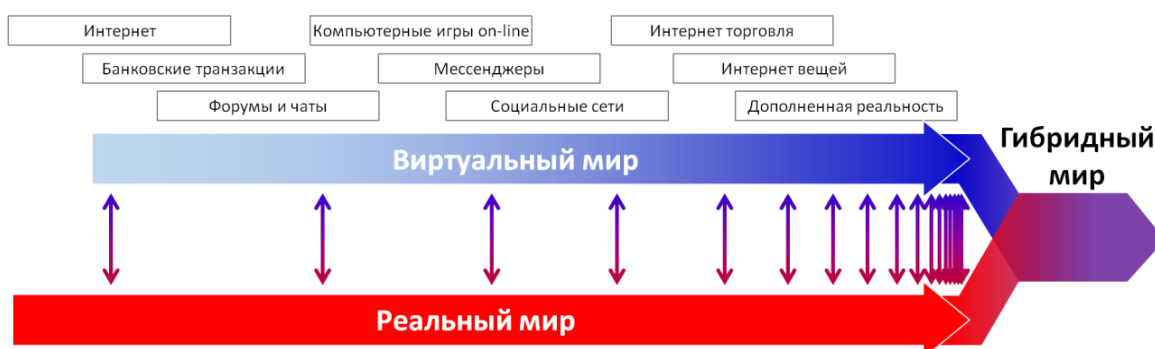 Интернет
Компьютерные игры on-line
Интернет торговля
Банковские транзакции
Мессенджеры
Интернет вещей
Форумы и чаты
Социальные сети
Дополненная реальность
Виртуальный мир
Гибридный
мир
Реальный мир